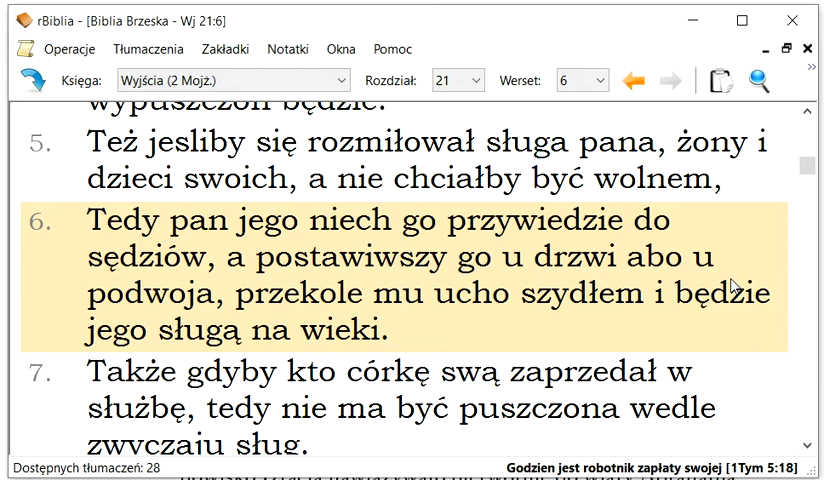 rBiblia - [Biblia Brzeska - Wj 21:6]
Operacje Tłumaczenia Zakładki Notatki Okna Pomoc
Księga: Wyjścia (2 Mojż.) Rozdział: 21 Werset: 6
wypuszczon będzie.
5. Też jesliby się rozmiłował sługa pana, żony i
dzieci swoich, a nie chciałby być wolnem,
6. Tedy pan jego niech go przywiedzie do
sędziów, a postawiwszy go u drzwi abo u
podwoja, przekole mu ucho szydłem i będzie
jego sługą na wieki.
7. Także gdyby kto córkę swą zaprzedał w
służbę, tedy nie ma być puszczona wedle
zwyczaju sług.
Dostępnych tłumaczeń: 28 Godzien jest robotnik zapłaty swojej [1Tym 5:18]